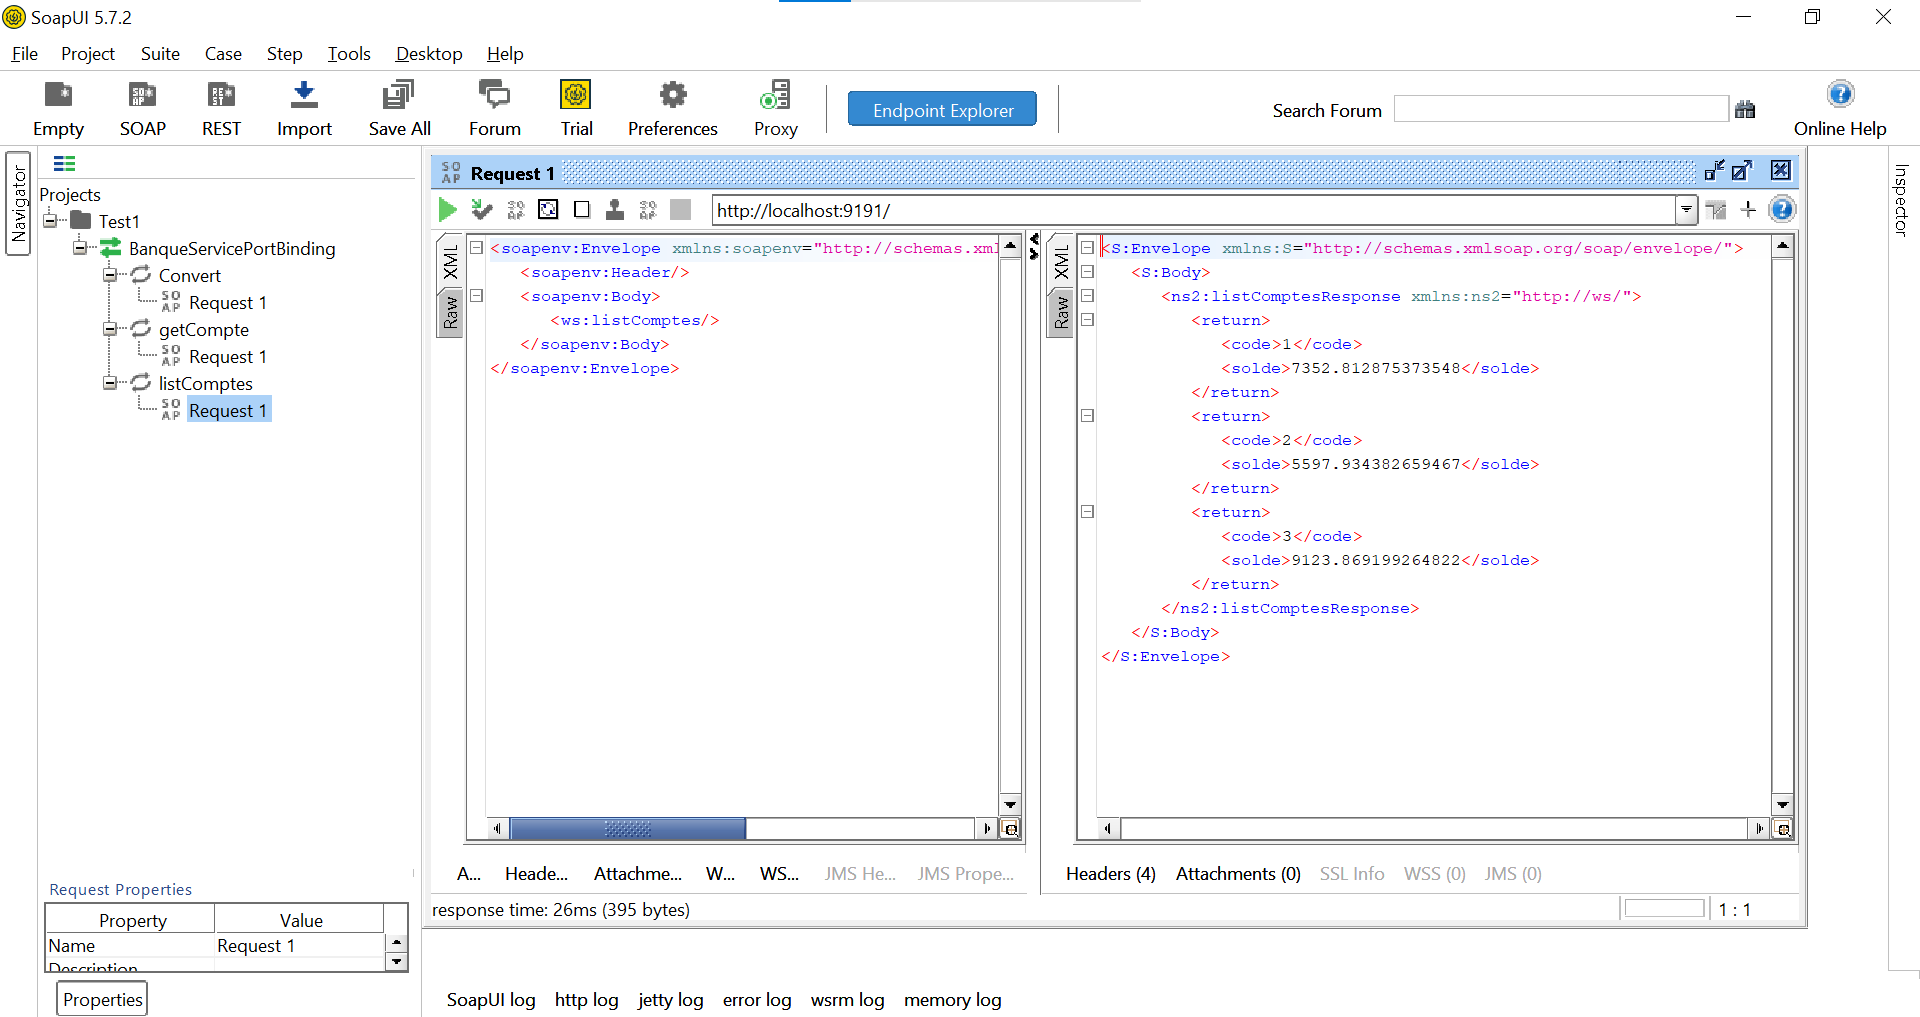 SoapUI 5.7.2
File Project Suite Case Step Tools Desktop Help
Empty SOAP REST Import Save All Forum Trial Preferences Proxy Endpoint Explorer Search Forum Online Help
Navigator
Projects
Test1
BanqueServicePortBinding
Convert
SOAP Request 1
getCompte
SOAP Request 1
listComptes
SOAP Request 1
Request Properties
Property Value
Name Request 1
Description
Properties
SOAP Request 1
http://localhost:9191/
XML
Raw
<soapenv:Envelope xmlns:soapenv="http://schemas.xml
<soapenv:Header/>
<soapenv:Body>
<ws:listComptes/>
</soapenv:Body>
</soapenv:Envelope>
A... Heade... Attachme... W... WS... JMS He... JMS Prope...
XML
Raw
<S:Envelope xmlns:S="http://schemas.xmlsoap.org/soap/envelope/">
<S:Body>
<ns2:listComptesResponse xmlns:ns2="http://ws/">
<return>
<code>1</code>
<solde>7352.812875373548</solde>
</return>
<return>
<code>2</code>
<solde>5597.934382659467</solde>
</return>
<return>
<code>3</code>
<solde>9123.869199264822</solde>
</return>
</ns2:listComptesResponse>
</S:Body>
</S:Envelope>
Headers (4) Attachments (0) SSL Info WSS (0) JMS (0)
response time: 26ms (395 bytes)
1 : 1
SoapUI log http log jetty log error log wsrm log memory log
Inspector